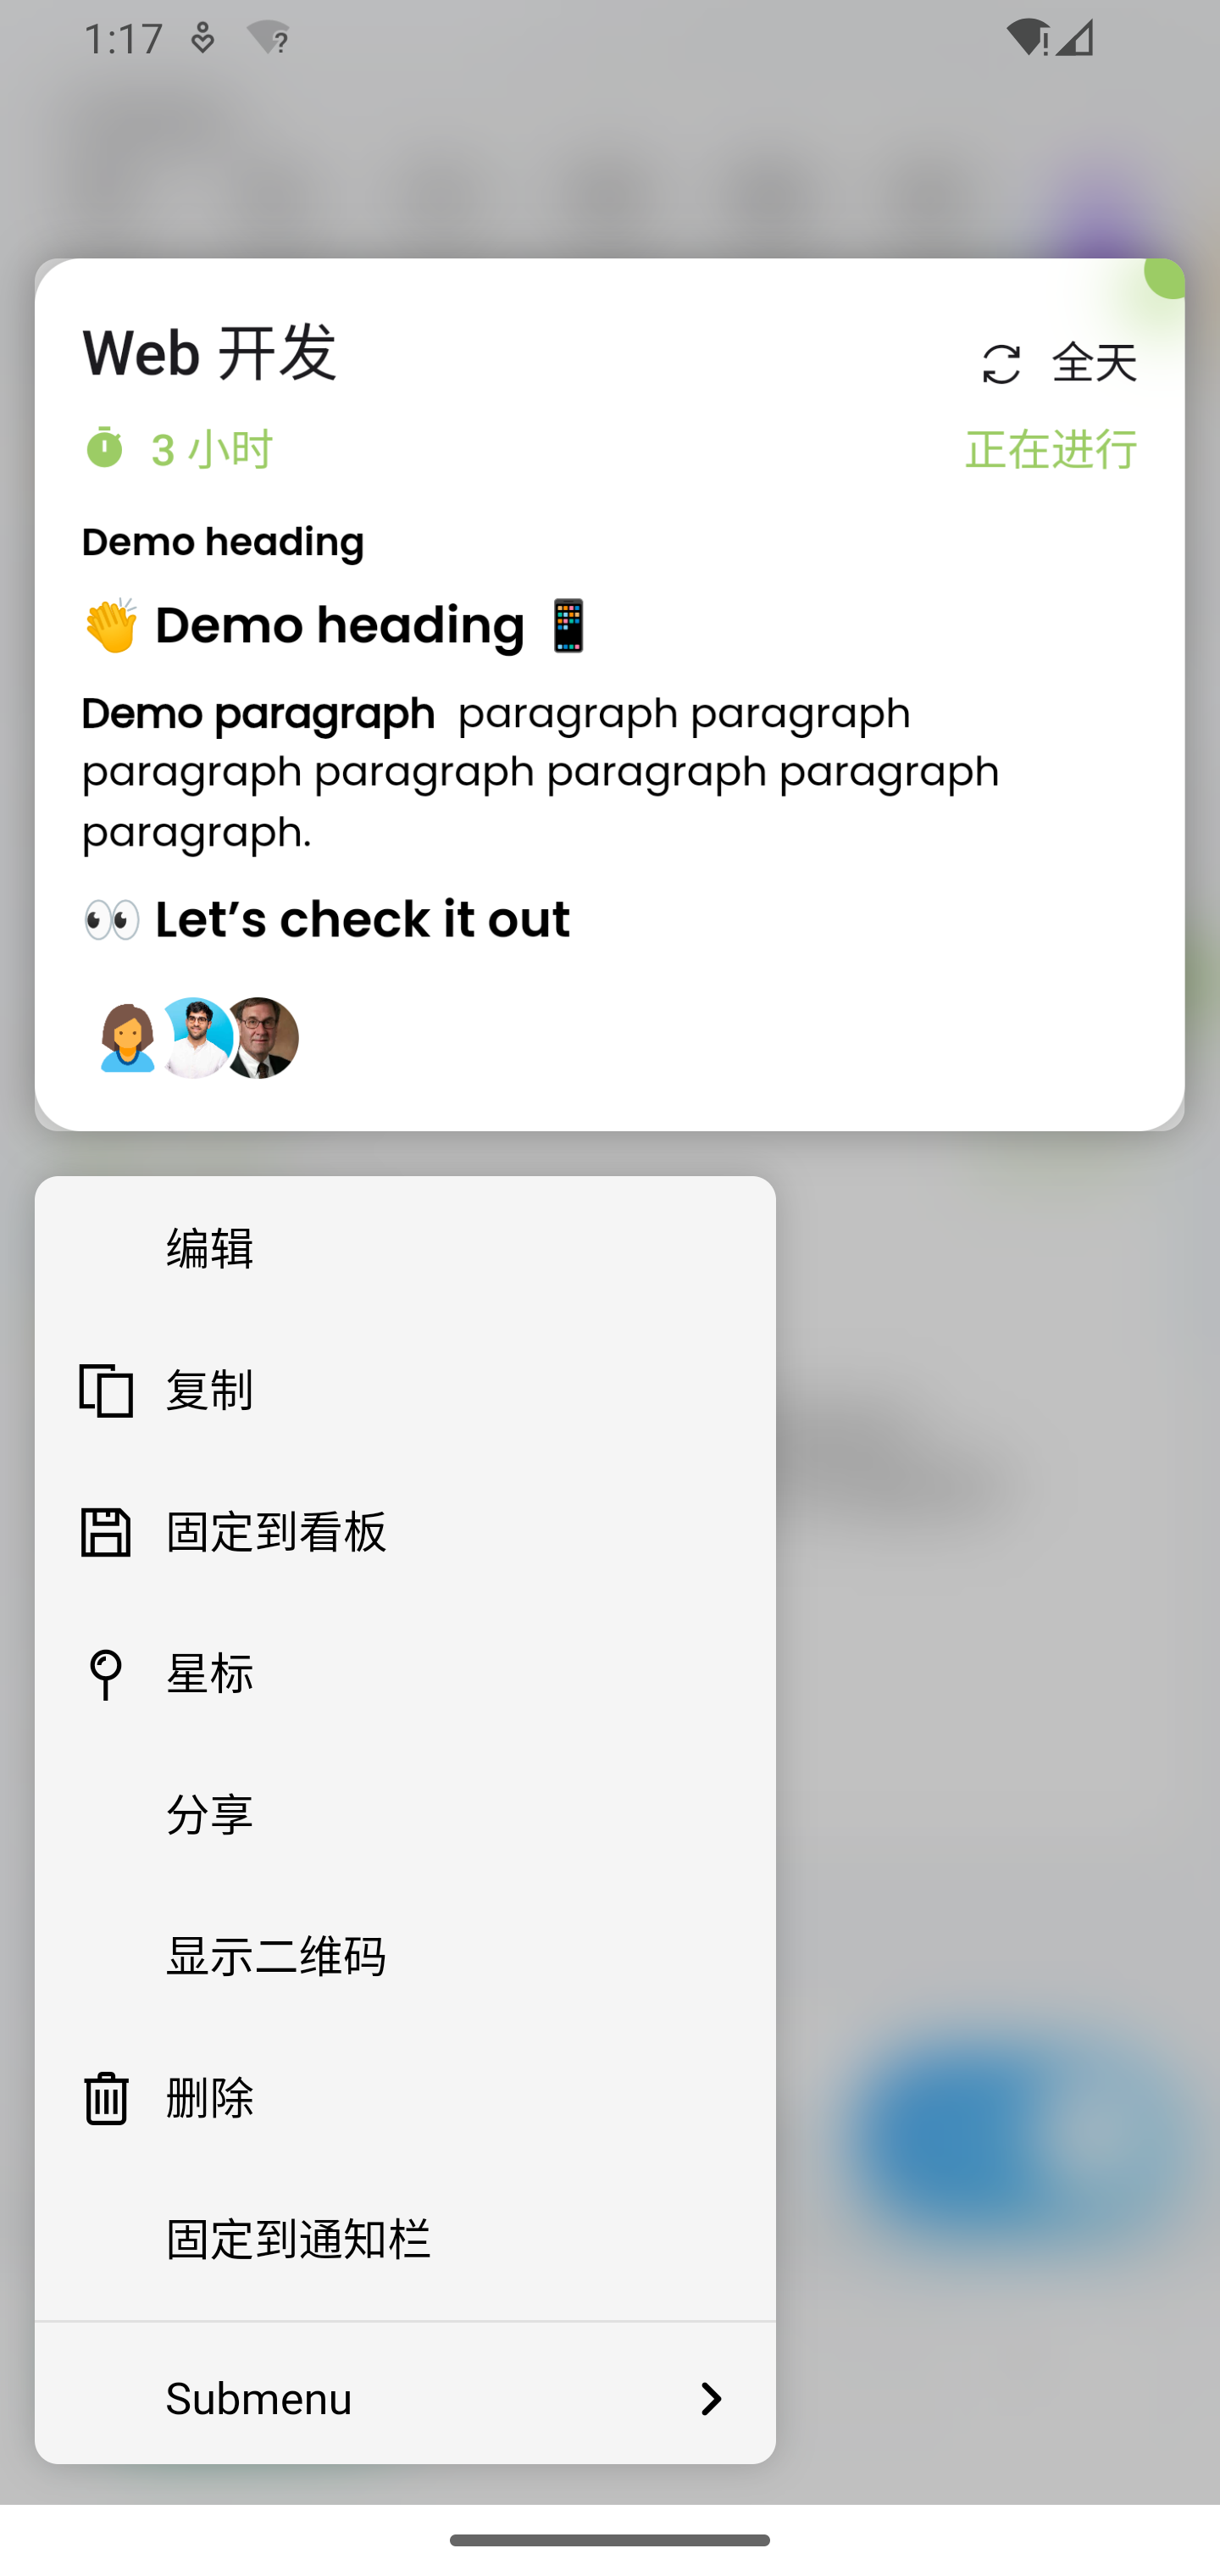 1:17
Web 开发
全天
3 小时
正在进行
Demo heading
👏 Demo heading 📱
Demo paragraph paragraph paragraph
paragraph paragraph paragraph paragraph
paragraph.
👀 Let’s check it out
编辑
复制
固定到看板
星标
分享
显示二维码
删除
固定到通知栏
Submenu